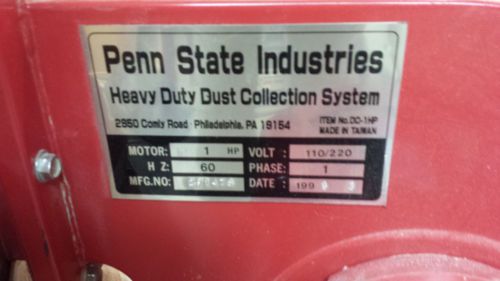 Penn State Industries
Heavy Duty Dust Collection System
2850 Comly Road Philadelphia, PA 19154
ITEM No.DC-1HP
MADE IN TAIWAN
MOTOR: 1 HP VOLT : 110/220
H Z: 60 PHASE: 1
MFG.NO: DATE : 199